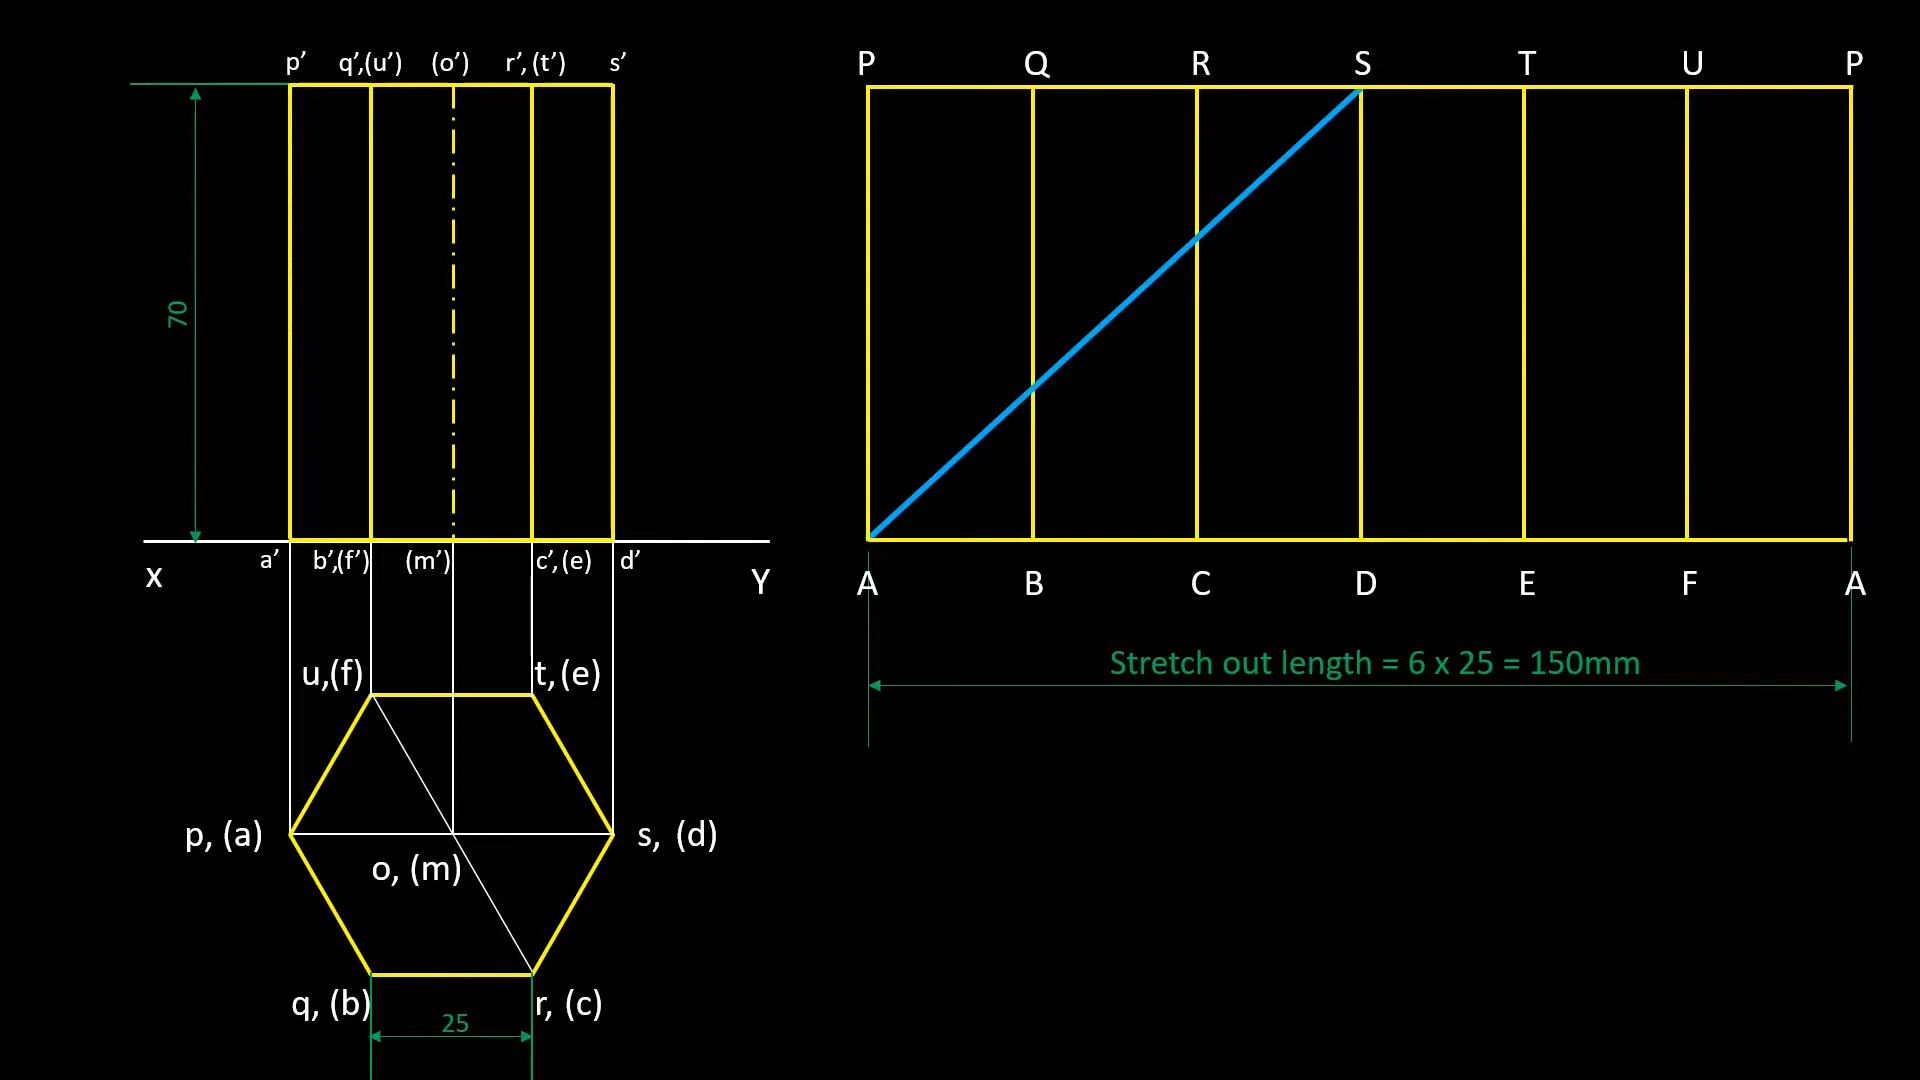 p’ q’,(u’) (o’) r’, (t’) s’
70
a’ b’,(f’) (m’) c’, (e) d’
X Y
u,(f) t, (e)
p, (a) s, (d)
o, (m)
q, (b) r, (c)
25
P Q R S T U P
A B C D E F A
Stretch out length = 6 x 25 = 150mm